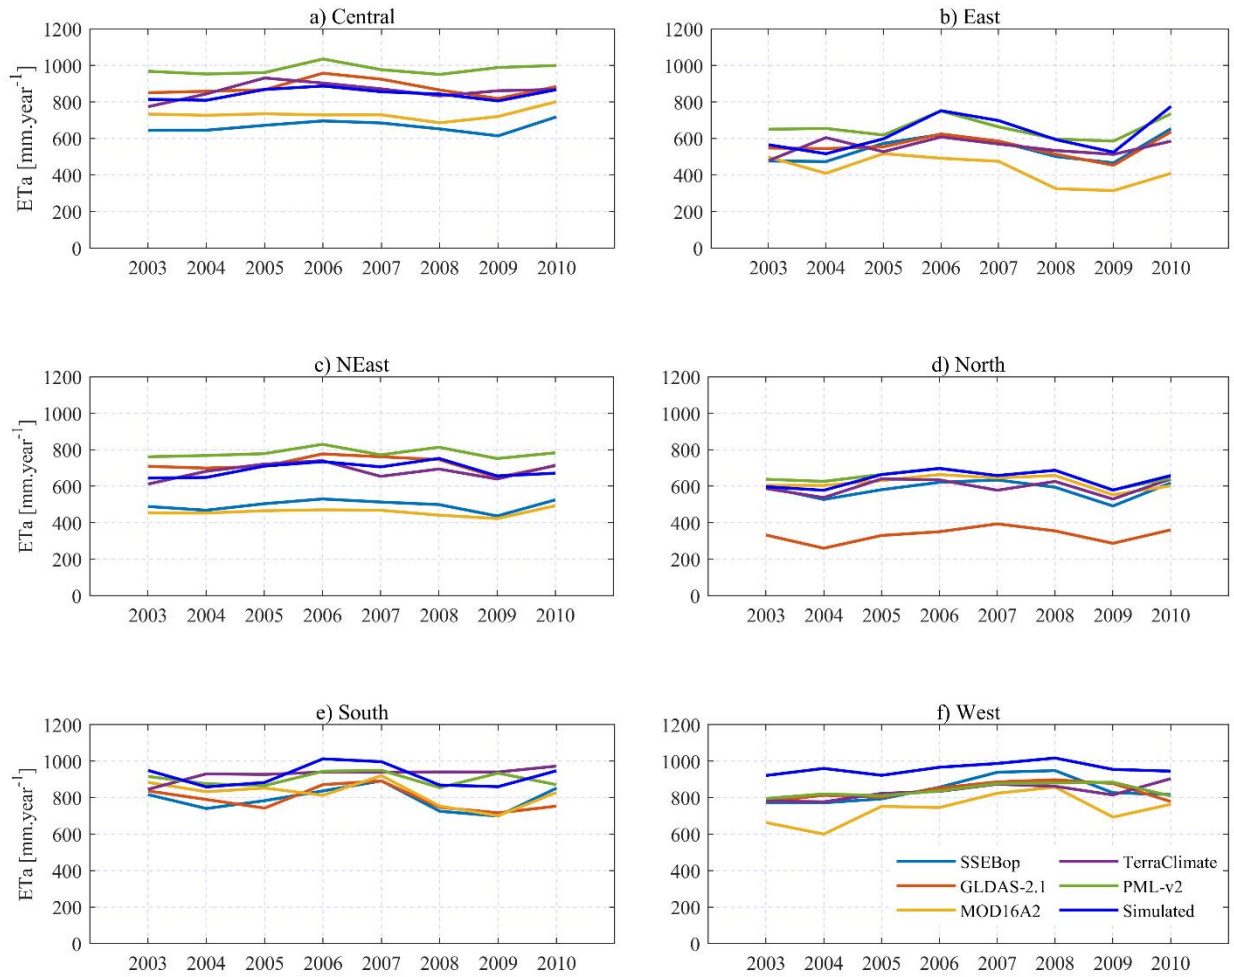 a) Central
1200
1000
800
600
400
200
0
ETa [mm.year-1]
2003 2004 2005 2006 2007 2008 2009 2010
b) East
1200
1000
800
600
400
200
0
2003 2004 2005 2006 2007 2008 2009 2010
c) NEast
1200
1000
800
600
400
200
0
ETa [mm.year-1]
2003 2004 2005 2006 2007 2008 2009 2010
d) North
1200
1000
800
600
400
200
0
2003 2004 2005 2006 2007 2008 2009 2010
e) South
1200
1000
800
600
400
200
0
ETa [mm.year-1]
2003 2004 2005 2006 2007 2008 2009 2010
f) West
1200
1000
800
600
400
200
0
SSEBop TerraClimate
GLDAS-2.1 PML-v2
MOD16A2 Simulated
2003 2004 2005 2006 2007 2008 2009 2010